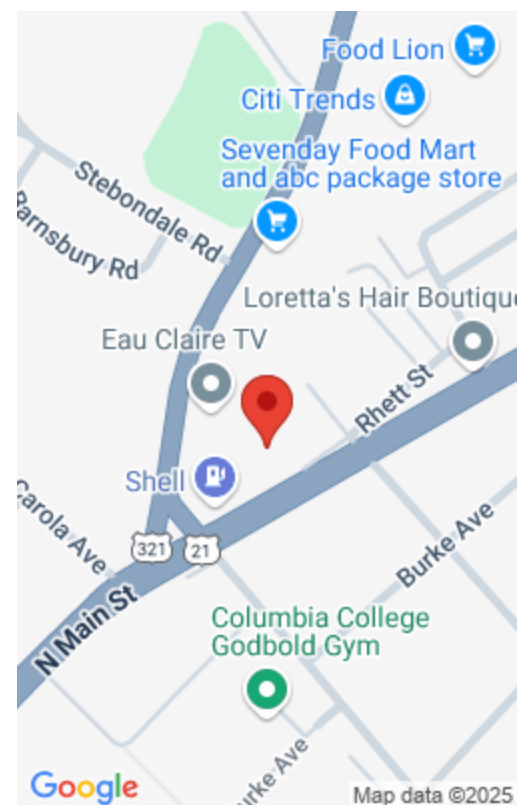 Food Lion
Citi Trends
Sevenday Food Mart
and abc package store
Stebondale Rd
Barnsbury Rd
Loretta's Hair Boutique
Eau Claire TV
Rhett St
Shell
Carola Ave
321
21
Burke Ave
N Main St
Columbia College
Godbold Gym
urke Ave
Google
Map data ©2025